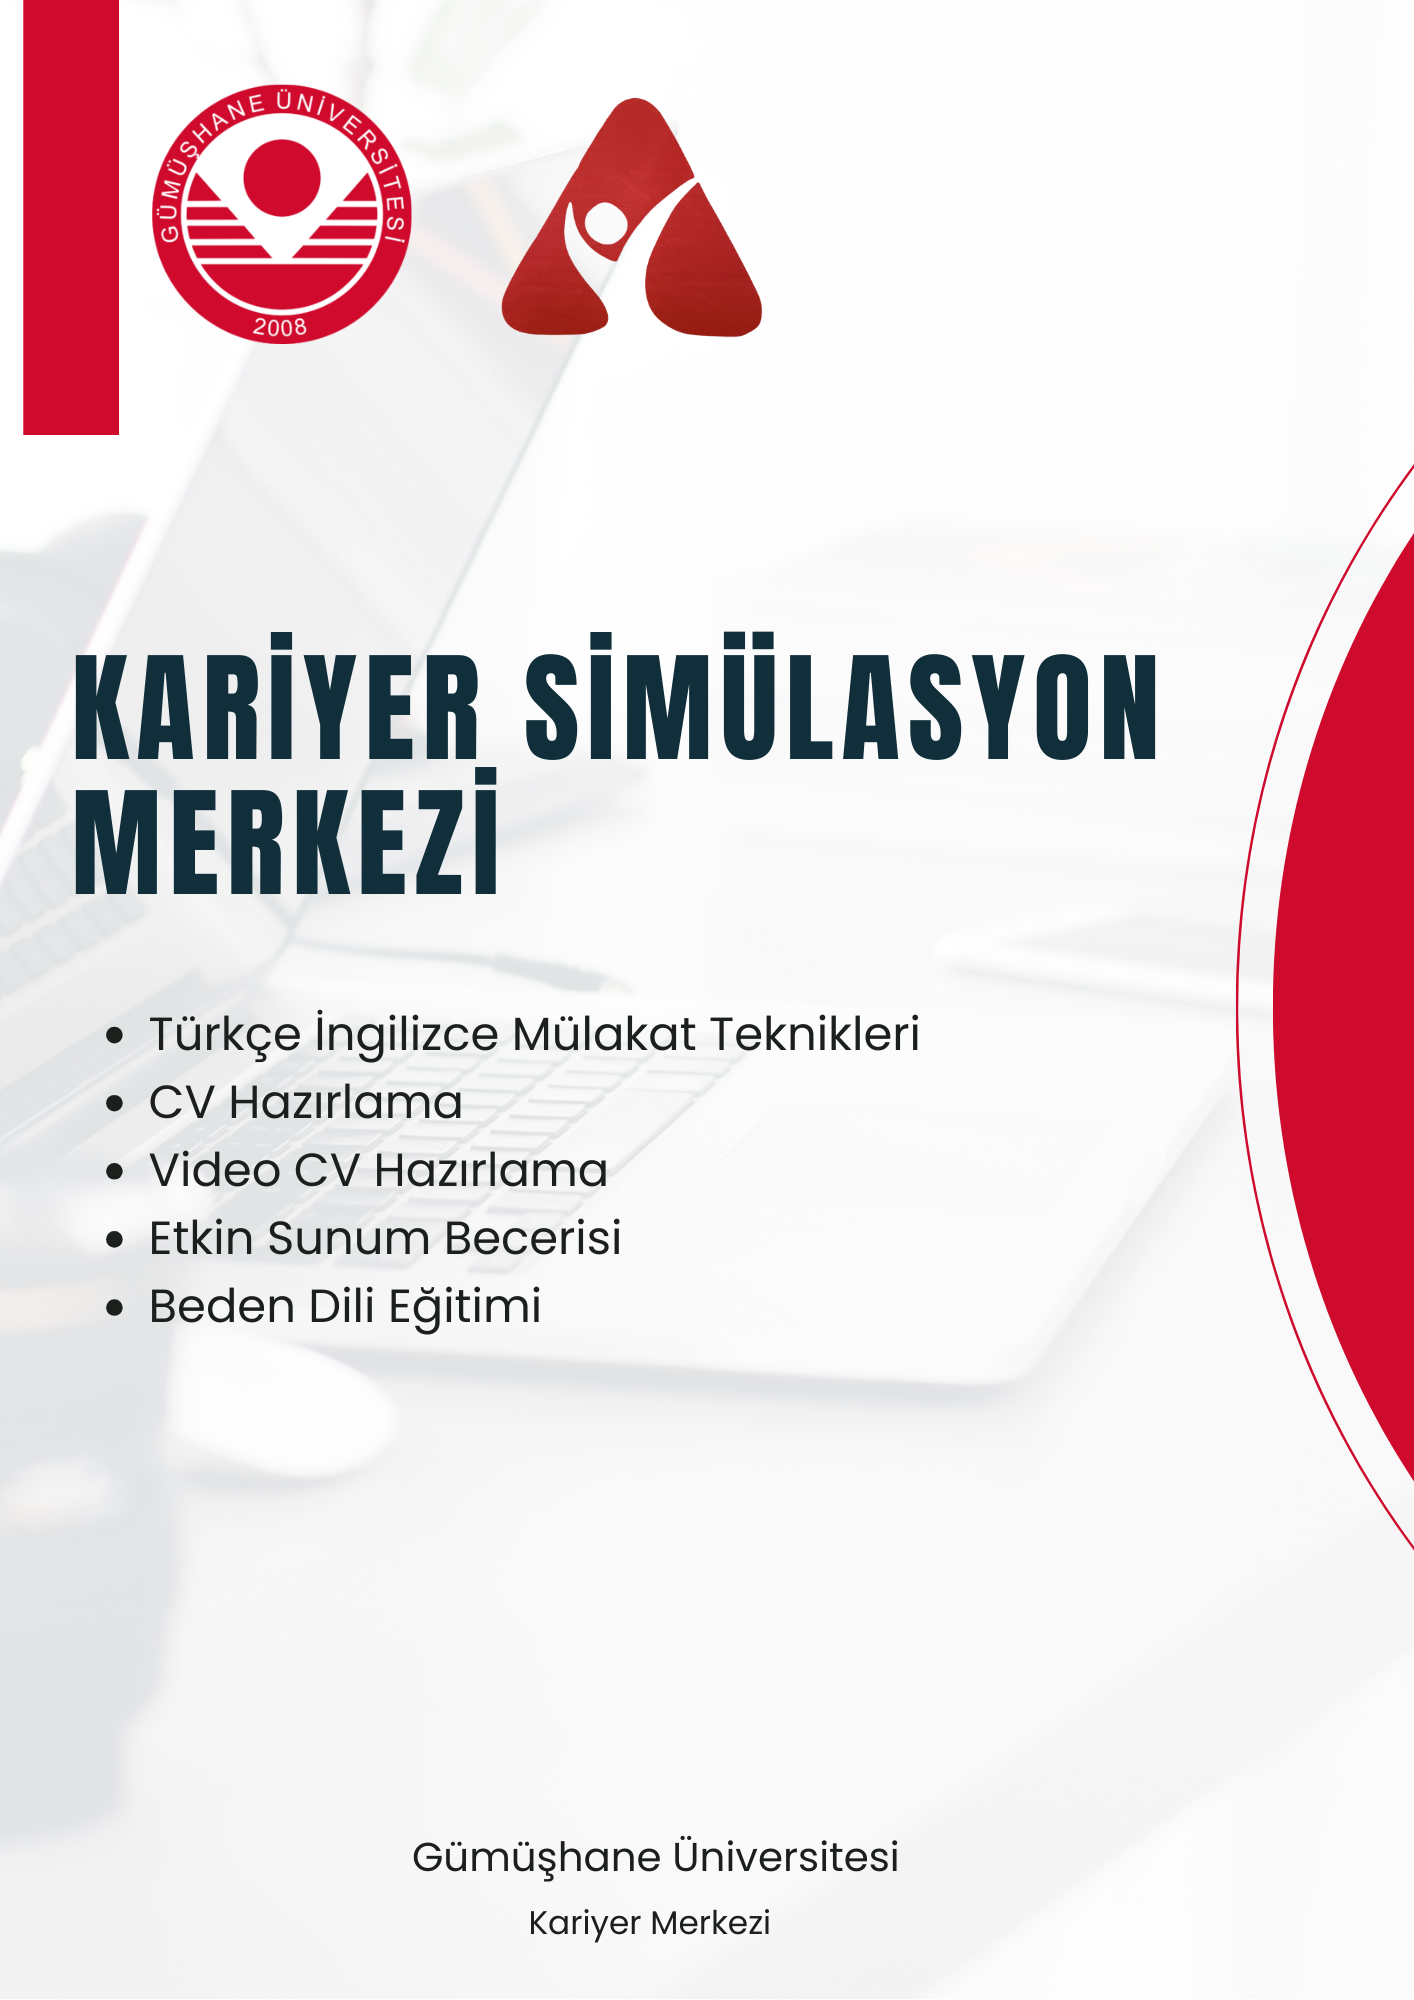 GÜMÜŞHANE ÜNİVERSİTESİ
2008
KARİYER SİMÜLASYON
MERKEZİ
Türkçe İngilizce Mülakat Teknikleri
CV Hazırlama
Video CV Hazırlama
Etkin Sunum Becerisi
Beden Dili Eğitimi
Gümüşhane Üniversitesi
Kariyer Merkezi